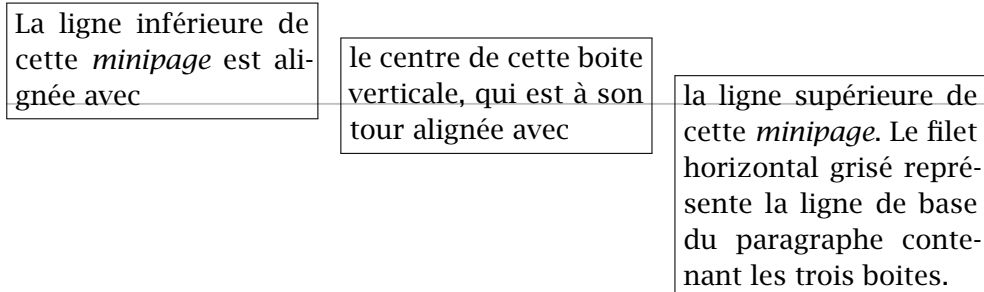 La ligne inférieure de
cette minipage est ali-
gnée avec
le centre de cette boite
verticale, qui est à son
tour alignée avec
la ligne supérieure de
cette minipage. Le filet
horizontal grisé repré-
sente la ligne de base
du paragraphe conte-
nant les trois boites.